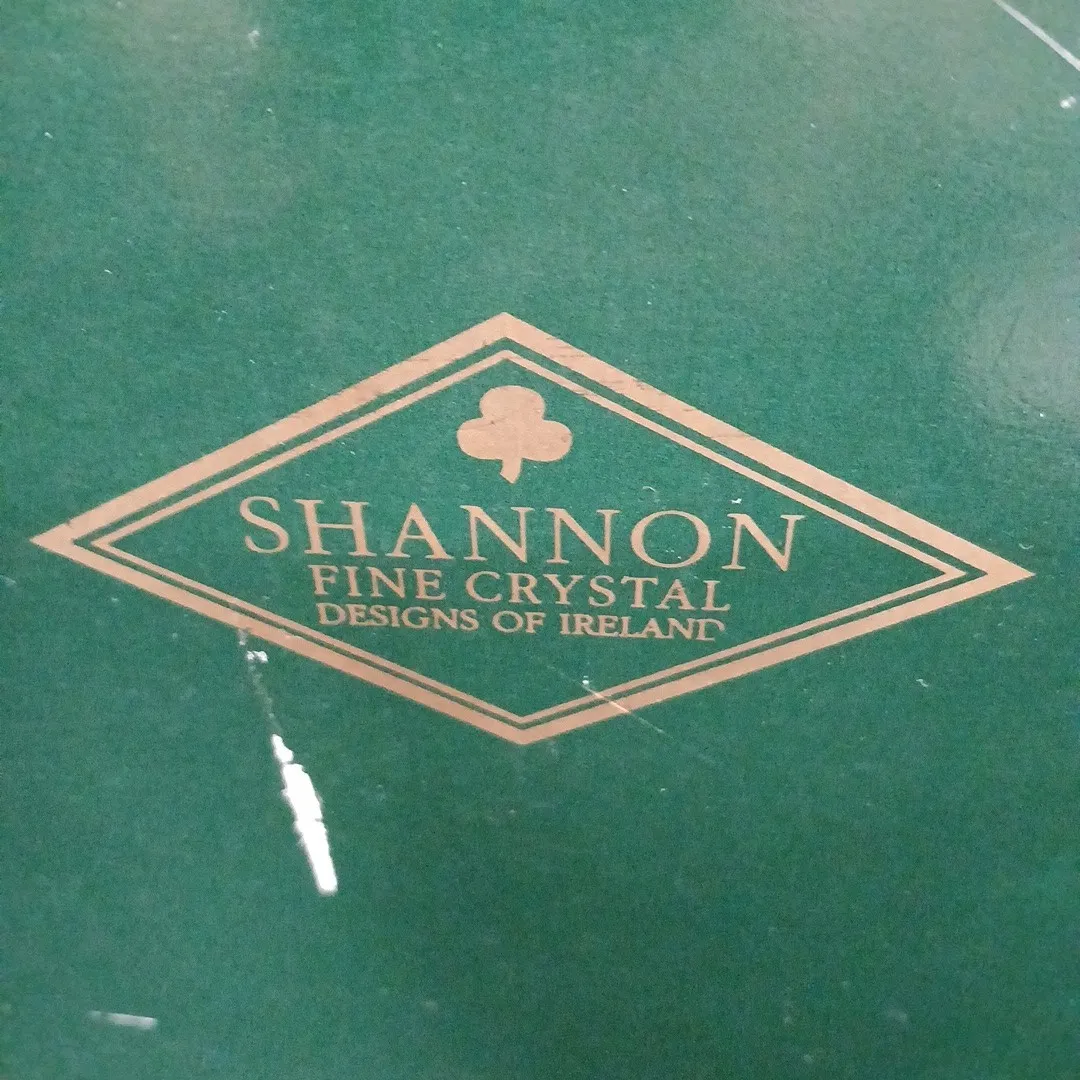 SHANNON
FINE CRYSTAL
DESIGNS OF IRELAND